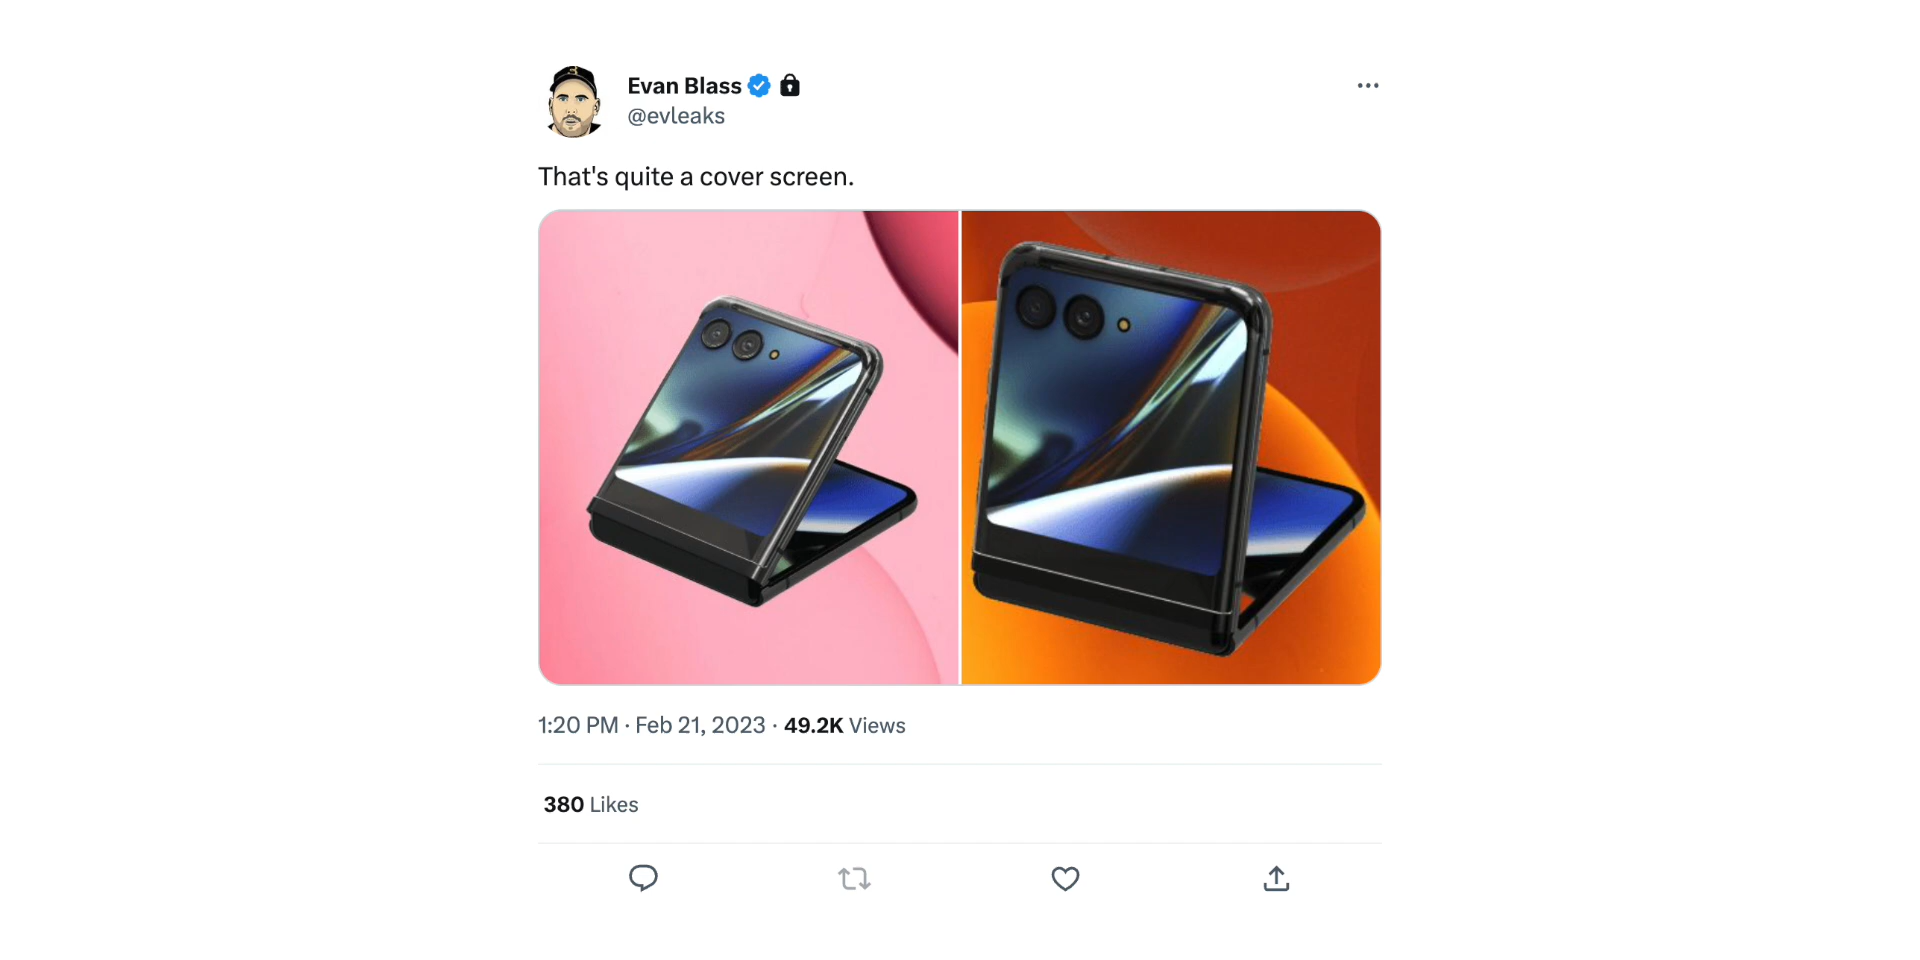 Evan Blass
@evleaks
That's quite a cover screen.
1:20 PM · Feb 21, 2023 · 49.2K Views
380 Likes